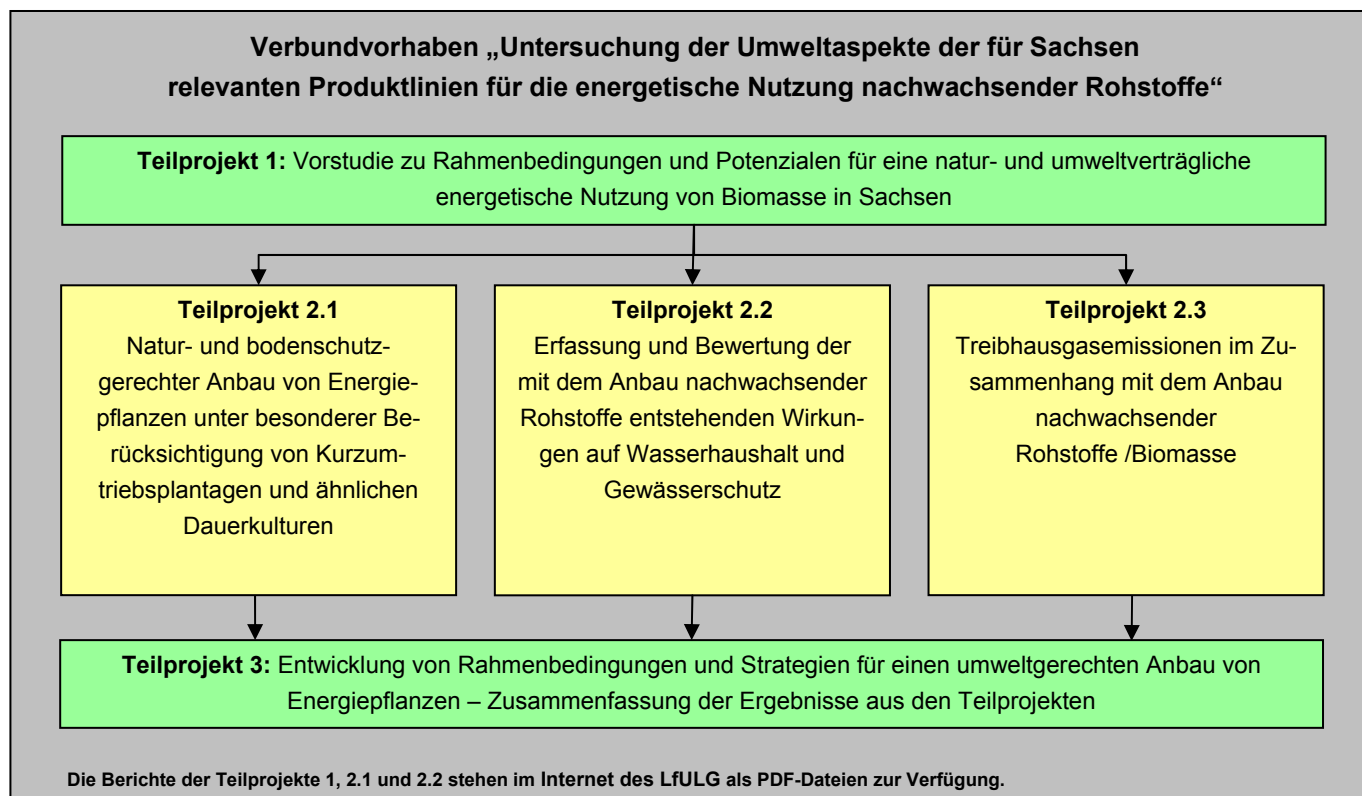 Verbundvorhaben „Untersuchung der Umweltaspekte der für Sachsen
relevanten Produktlinien für die energetische Nutzung nachwachsender Rohstoffe“
Teilprojekt 1: Vorstudie zu Rahmenbedingungen und Potenzialen für eine natur- und umweltverträgliche
energetische Nutzung von Biomasse in Sachsen
Teilprojekt 2.1
Natur- und bodenschutz-
gerechter Anbau von Energie-
pflanzen unter besonderer Be-
rücksichtigung von Kurzum-
triebsplantagen und ähnlichen
Dauerkulturen
Teilprojekt 2.2
Erfassung und Bewertung der
mit dem Anbau nachwachsender
Rohstoffe entstehenden Wirkun-
gen auf Wasserhaushalt und
Gewässerschutz
Teilprojekt 2.3
Treibhausgasemissionen im Zu-
sammenhang mit dem Anbau
nachwachsender
Rohstoffe /Biomasse
Teilprojekt 3: Entwicklung von Rahmenbedingungen und Strategien für einen umweltgerechten Anbau von
Energiepflanzen – Zusammenfassung der Ergebnisse aus den Teilprojekten
Die Berichte der Teilprojekte 1, 2.1 und 2.2 stehen im Internet des LfULG als PDF-Dateien zur Verfügung.